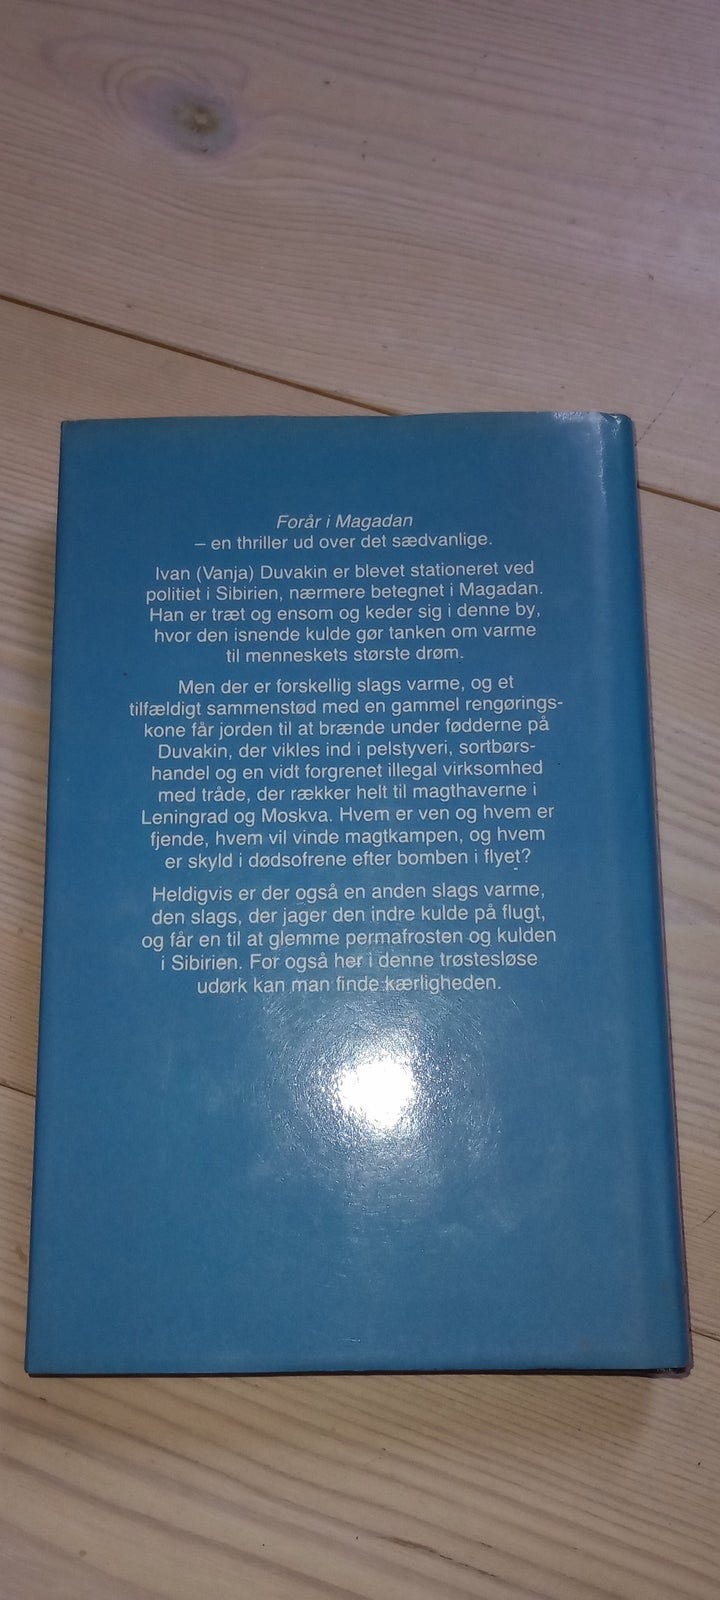 Forår i Magadan
– en thriller ud over det sædvanlige.
Ivan (Vanja) Duvakin er blevet stationeret ved
politiet i Sibirien, nærmere betegnet i Magadan.
Han er træt og ensom og keder sig i denne by,
hvor den isnende kulde gør tanken om varme
til menneskets største drøm.
Men der er forskellig slags varme, og et
tilfældigt sammenstød med en gammel rengørings-
kone får jorden til at brænde under fødderne på
Duvakin, der vikles ind i pelstyveri, sortbørs-
handel og en vidt forgrenet illegal virksomhed
med tråde, der rækker helt til magthaverne i
Leningrad og Moskva. Hvem er ven og hvem er
fjende, hvem vil vinde magtkampen, og hvem
er skyld i dødsofrene efter bomben i flyet?
Heldigvis er der også en anden slags varme,
den slags, der jager den indre kulde på flugt,
og får en til at glemme permafrosten og kulden
i Sibirien. For også her i denne trøstesløse
udørk kan man finde kærligheden.